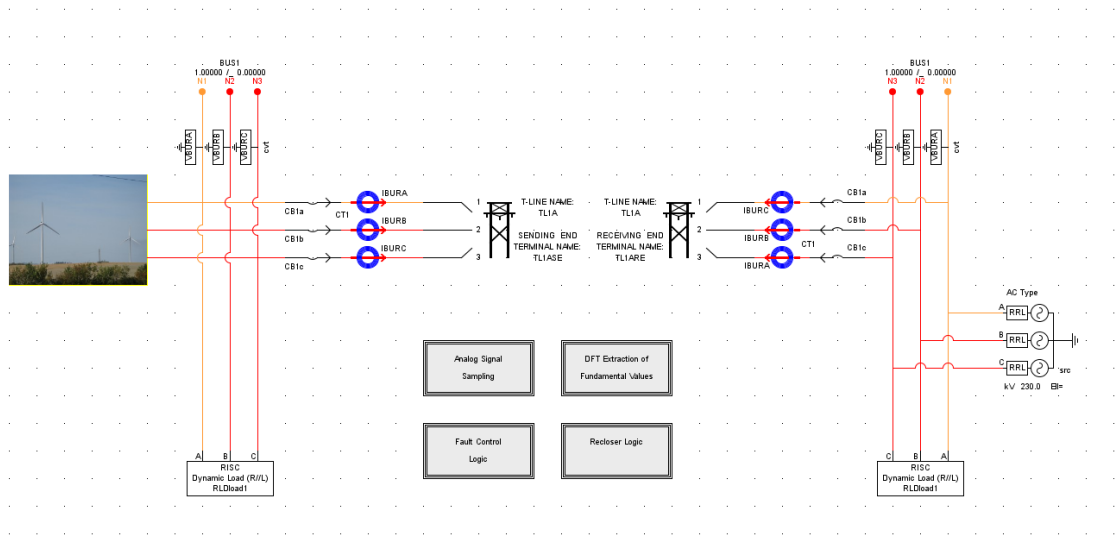 BUS1
1.00000 /_ 0.00000
N1 N2 N3
VBURA VBURB VBURC cvt
CB1a
CB1b
CB1c
CT1
IBURA
IBURB
IBURC
1
2
3
T-LINE NAME:
TL1A
SENDING END
TERMINAL NAME:
TL1ASE
T-LINE NAME:
TL1A
RECEIVING END
TERMINAL NAME:
TL1ARE
1
2
3
IBURC
IBURB
IBURA
CT1
CB1a
CB1b
CB1c
BUS1
1.00000 /_ 0.00000
N3 N2 N1
VBURC VBURB VBURA cvt
AC Type
A RRL
B RRL
C RRL
src
kV 230.0
Analog Signal
Sampling
DFT Extraction of
Fundamental Values
Fault Control
Logic
Recloser Logic
A B C
RISC
Dynamic Load (R//L)
RLDload1
C B A
RISC
Dynamic Load (R//L)
RLDload1